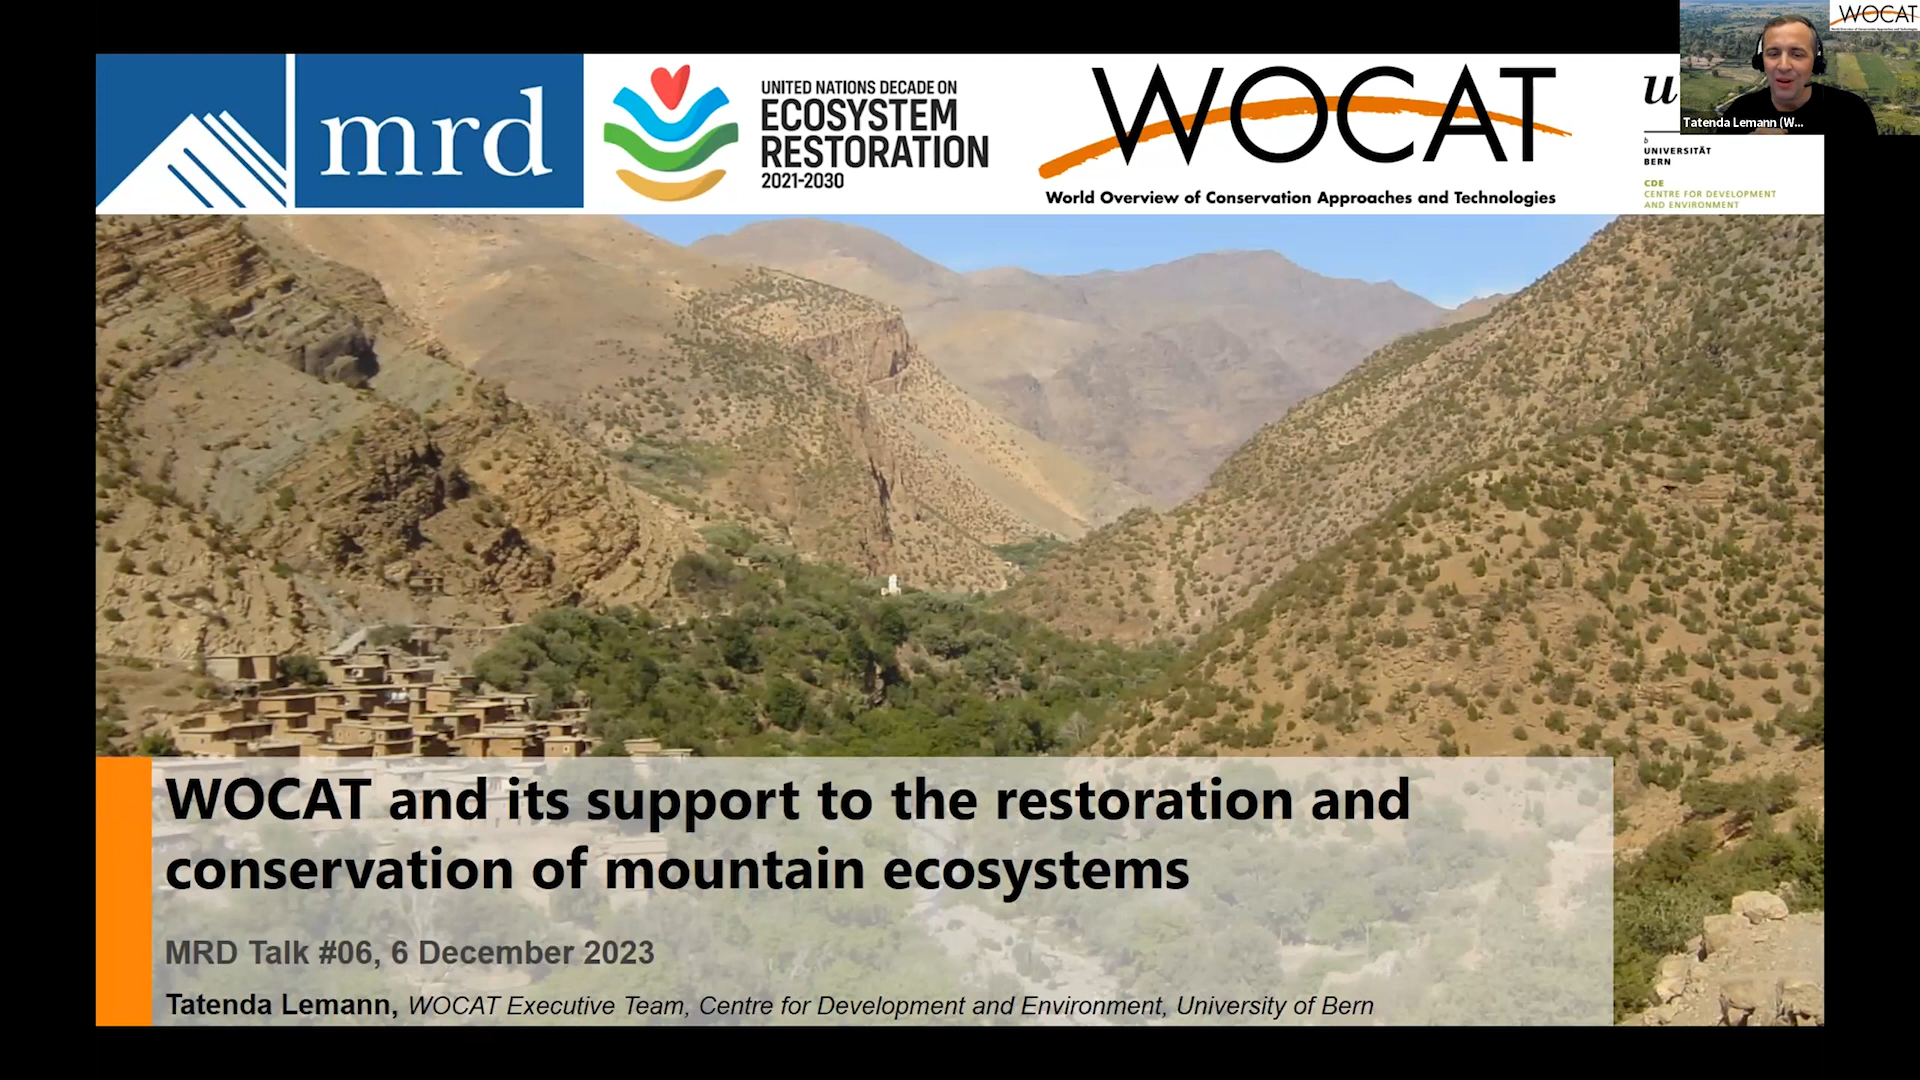 mrd
UNITED NATIONS DECADE ON
ECOSYSTEM
RESTORATION
2021-2030
WOCAT
World Overview of Conservation Approaches and Technologies
u
b
UNIVERSITÄT
BERN
CDE
CENTRE FOR DEVELOPMENT
AND ENVIRONMENT
WOCAT
Tatenda Lemann (W...
WOCAT and its support to the restoration and
conservation of mountain ecosystems
MRD Talk #06, 6 December 2023
Tatenda Lemann, WOCAT Executive Team, Centre for Development and Environment, University of Bern